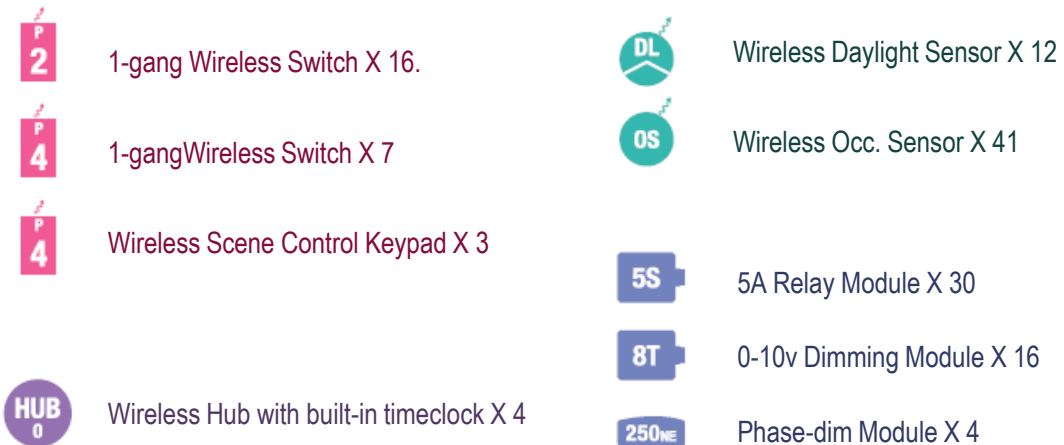 P
2
1-gang Wireless Switch X 16.
P
4
1-gangWireless Switch X 7
P
4
Wireless Scene Control Keypad X 3
HUB
0
Wireless Hub with built-in timeclock X 4
DL
Wireless Daylight Sensor X 12
OS
Wireless Occ. Sensor X 41
5S
5A Relay Module X 30
8T
0-10v Dimming Module X 16
250NE
Phase-dim Module X 4